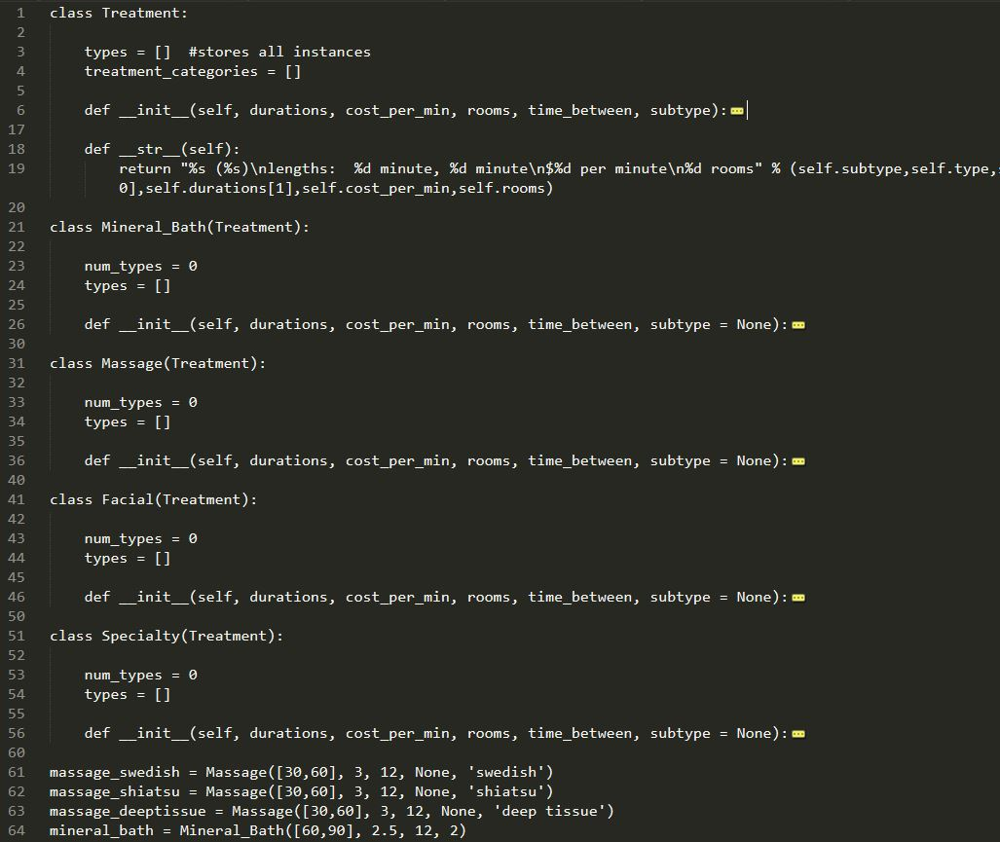 1 class Treatment:
2
3     types = []  #stores all instances
4     treatment_categories = []
5
6     def __init__(self, durations, cost_per_min, rooms, time_between, subtype):
17
18     def __str__(self):
19         return "%s (%s)\nlengths:  %d minute, %d minute\n$%d per minute\n%d rooms" % (self.subtype,self.type,
0],self.durations[1],self.cost_per_min,self.rooms)
20
21 class Mineral_Bath(Treatment):
22
23     num_types = 0
24     types = []
25
26     def __init__(self, durations, cost_per_min, rooms, time_between, subtype = None):
30
31 class Massage(Treatment):
32
33     num_types = 0
34     types = []
35
36     def __init__(self, durations, cost_per_min, rooms, time_between, subtype = None):
40
41 class Facial(Treatment):
42
43     num_types = 0
44     types = []
45
46     def __init__(self, durations, cost_per_min, rooms, time_between, subtype = None):
50
51 class Specialty(Treatment):
52
53     num_types = 0
54     types = []
55
56     def __init__(self, durations, cost_per_min, rooms, time_between, subtype = None):
60
61 massage_swedish = Massage([30,60], 3, 12, None, 'swedish')
62 massage_shiatsu = Massage([30,60], 3, 12, None, 'shiatsu')
63 massage_deeptissue = Massage([30,60], 3, 12, None, 'deep tissue')
64 mineral_bath = Mineral_Bath([60,90], 2.5, 12, 2)